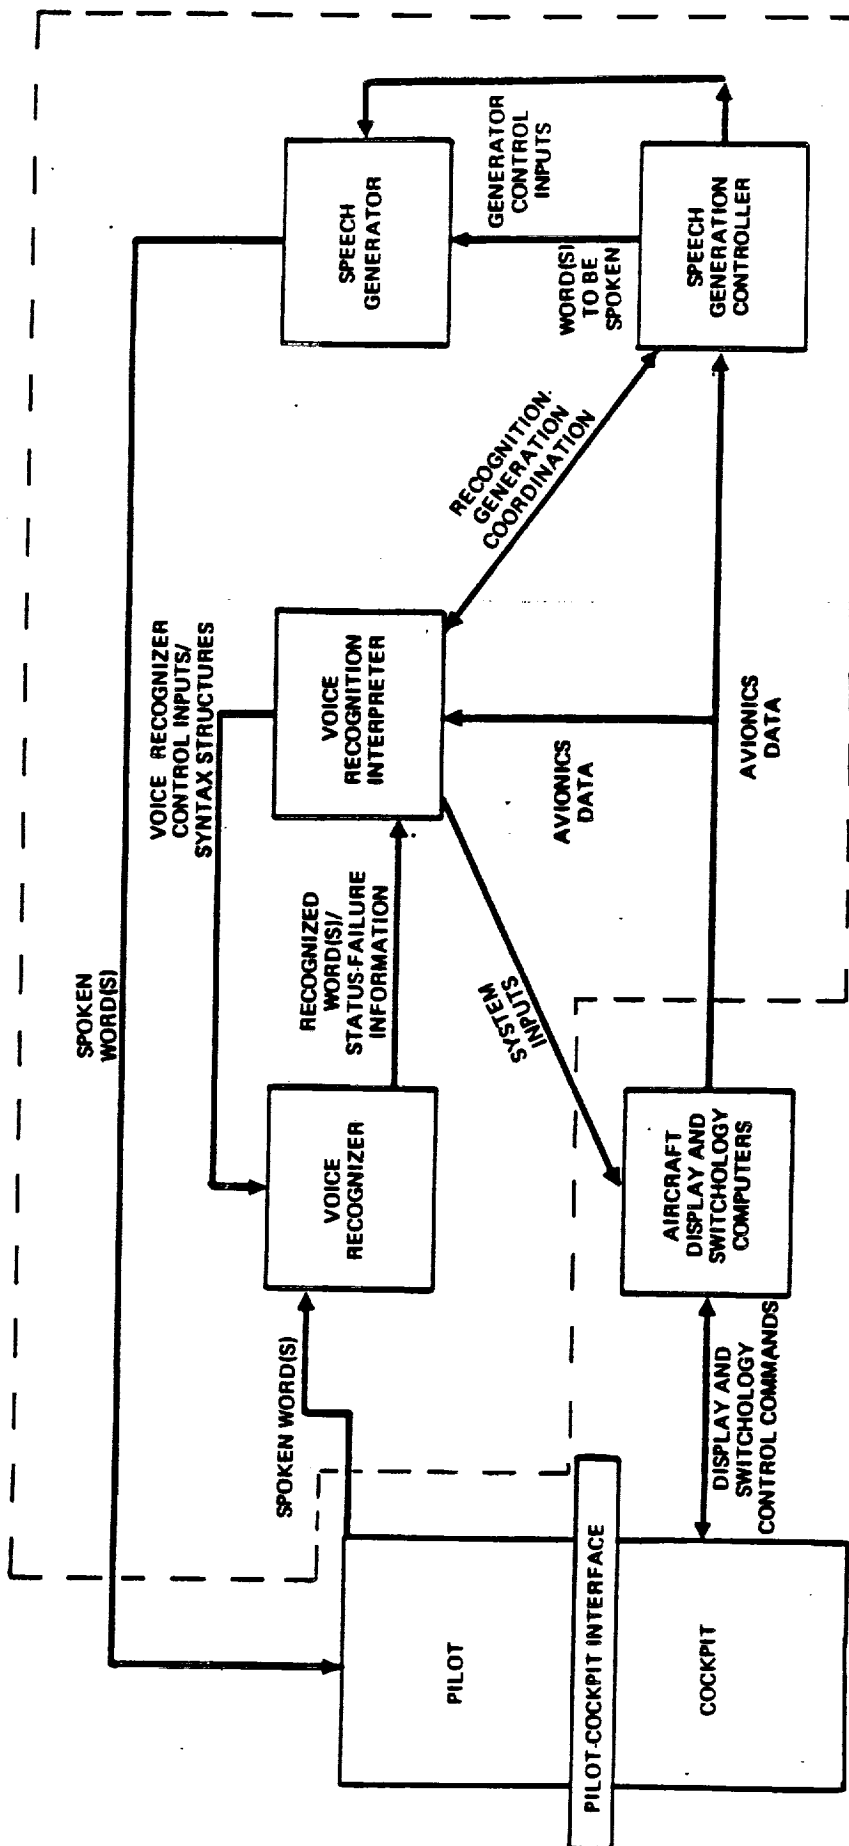 SPOKEN
WORD(S)
VOICE RECOGNIZER
CONTROL INPUTS/
SYNTAX STRUCTURES
SPEECH
GENERATOR
GENERATOR
CONTROL
INPUTS
WORD(S)
TO BE
SPOKEN
SPEECH
GENERATION
CONTROLLER
RECOGNITION-
GENERATION
COORDINATION
VOICE
RECOGNITION
INTERPRETER
RECOGNIZED
WORD(S)/
STATUS-FAILURE
INFORMATION
VOICE
RECOGNIZER
SPOKEN WORD(S)
SYSTEM
INPUTS
AVIONICS
DATA
AVIONICS
DATA
AIRCRAFT
DISPLAY AND
SWITCHOLOGY
COMPUTERS
DISPLAY AND
SWITCHOLOGY
CONTROL COMMANDS
PILOT
PILOT-COCKPIT INTERFACE
COCKPIT